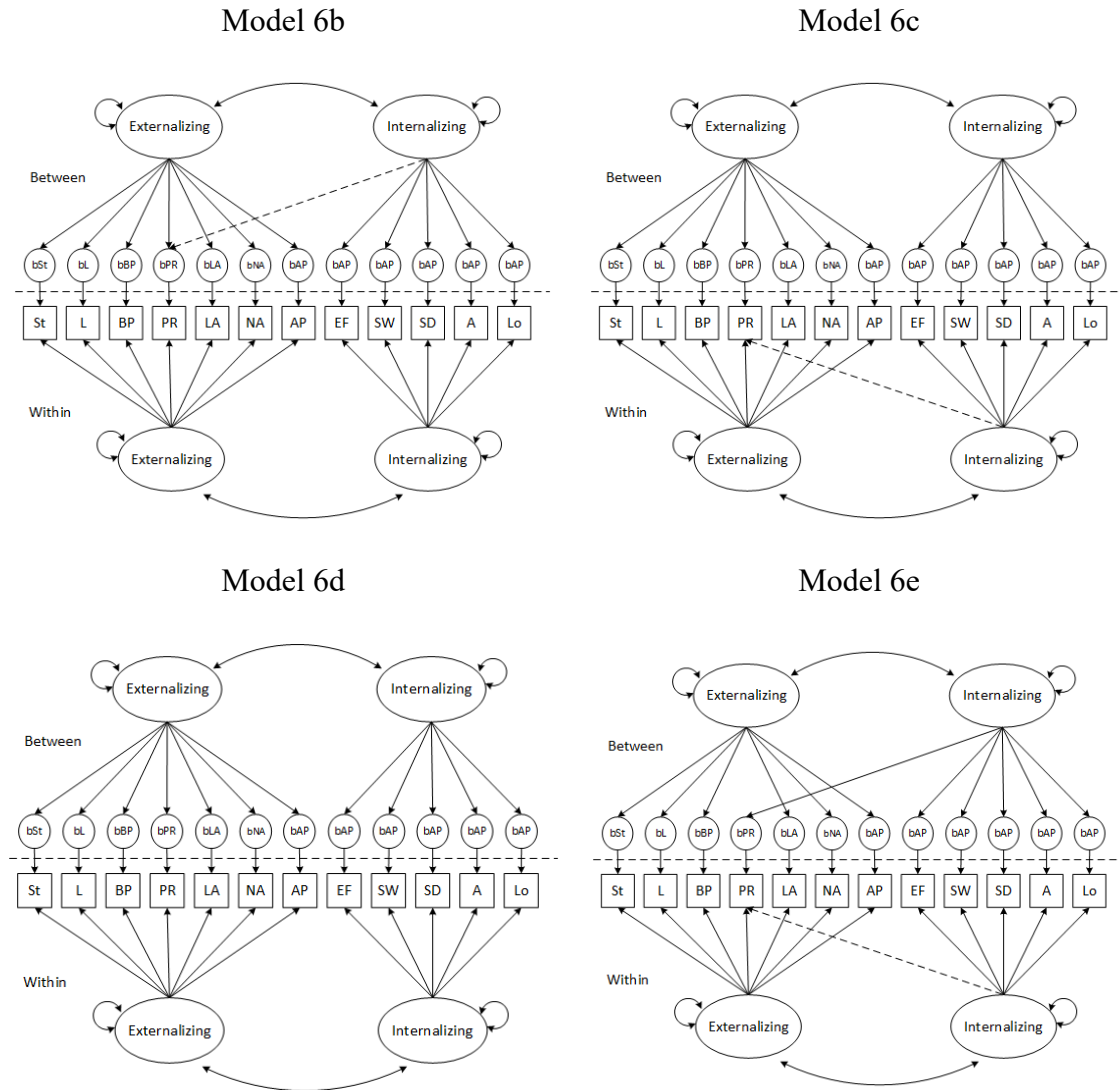 Model 6b
Externalizing Internalizing
Between
bSt bL bBP bPR bLA bNA bAP bAP bAP bAP bAP bAP
St L BP PR LA NA AP EF SW SD A Lo
Within
Externalizing Internalizing
Model 6c
Externalizing Internalizing
Between
bSt bL bBP bPR bLA bNA bAP bAP bAP bAP bAP bAP
St L BP PR LA NA AP EF SW SD A Lo
Within
Externalizing Internalizing
Model 6d
Externalizing Internalizing
Between
bSt bL bBP bPR bLA bNA bAP bAP bAP bAP bAP bAP
St L BP PR LA NA AP EF SW SD A Lo
Within
Externalizing Internalizing
Model 6e
Externalizing Internalizing
Between
bSt bL bBP bPR bLA bNA bAP bAP bAP bAP bAP bAP
St L BP PR LA NA AP EF SW SD A Lo
Within
Externalizing Internalizing